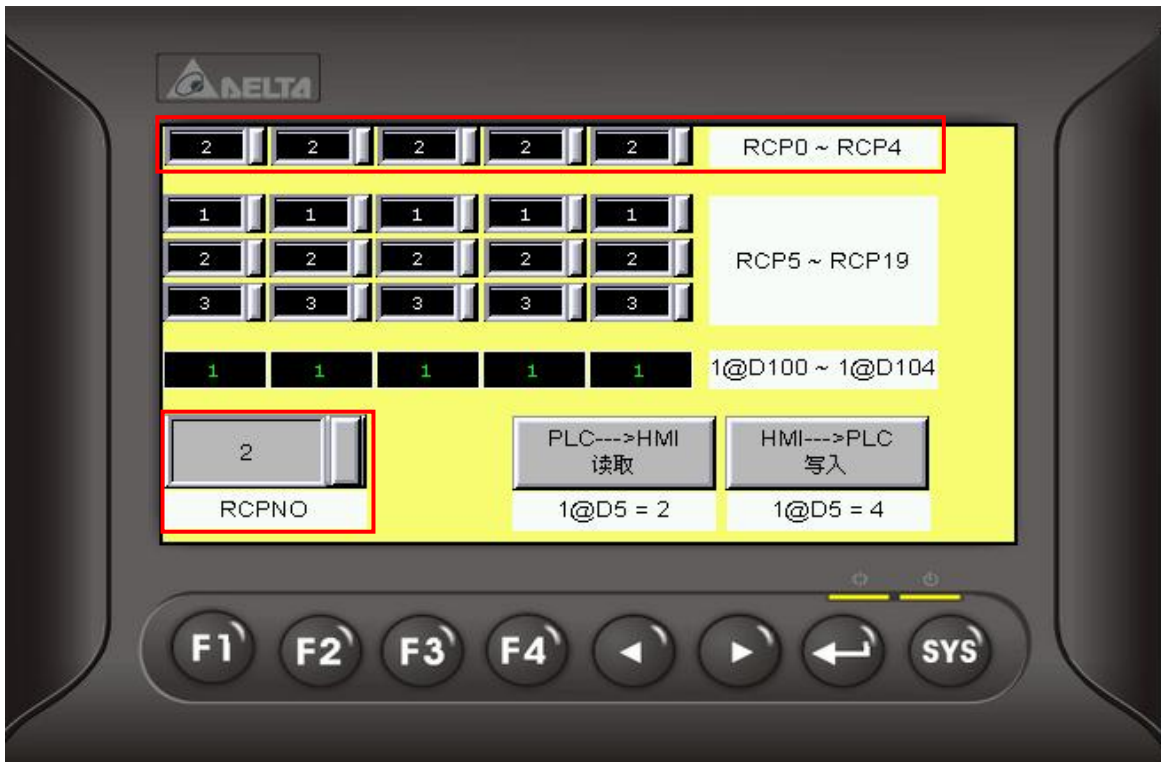 DELTA
2 2 2 2 2 RCP0 ~ RCP4
1 1 1 1 1
2 2 2 2 2 RCP5 ~ RCP19
3 3 3 3 3
1 1 1 1 1 1@D100 ~ 1@D104
2
RCPNO
PLC--->HMI
读取
1@D5 = 2
HMI--->PLC
写入
1@D5 = 4
F1 F2 F3 F4 SYS